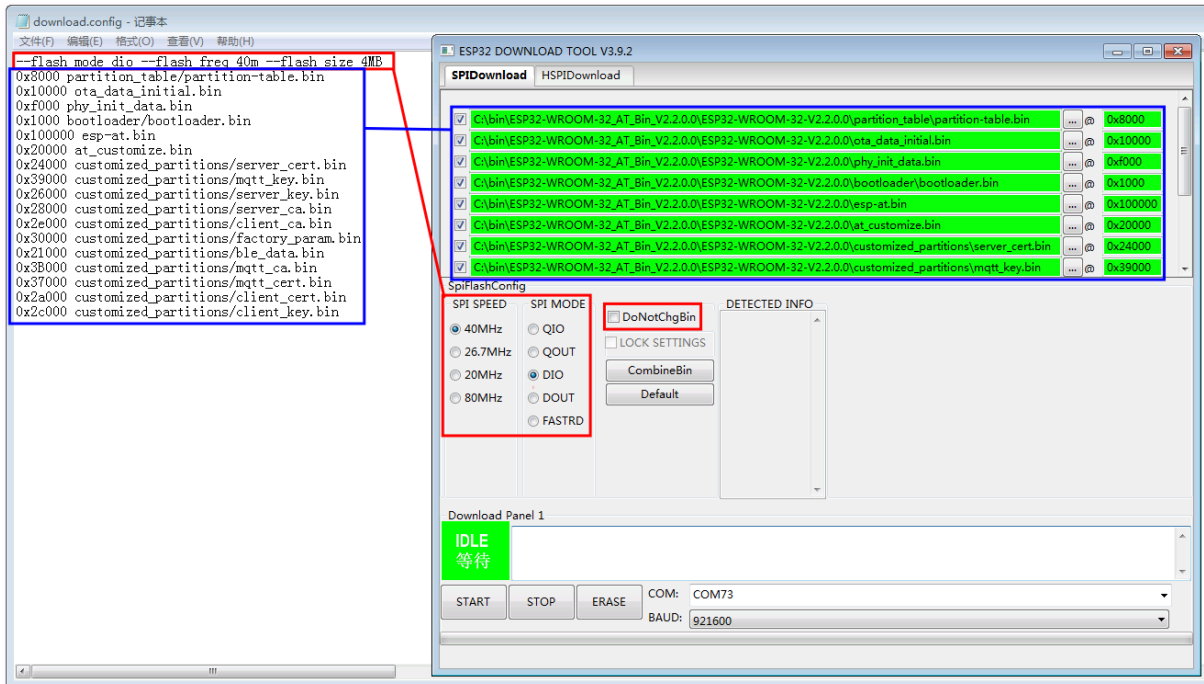 download.config - 记事本
文件(F) 编辑(E) 格式(O) 查看(V) 帮助(H)
--flash_mode dio --flash_freq 40m --flash_size 4MB
0x8000 partition_table/partition-table.bin
0x10000 ota_data_initial.bin
0xf000 phy_init_data.bin
0x1000 bootloader/bootloader.bin
0x100000 esp-at.bin
0x20000 at_customize.bin
0x24000 customized_partitions/server_cert.bin
0x39000 customized_partitions/mqtt_key.bin
0x26000 customized_partitions/server_key.bin
0x28000 customized_partitions/server_ca.bin
0x2e000 customized_partitions/client_ca.bin
0x30000 customized_partitions/factory_param.bin
0x21000 customized_partitions/ble_data.bin
0x3B000 customized_partitions/mqtt_ca.bin
0x37000 customized_partitions/mqtt_cert.bin
0x2a000 customized_partitions/client_cert.bin
0x2c000 customized_partitions/client_key.bin
ESP32 DOWNLOAD TOOL V3.9.2
SPIDownload HSPIDownload
C:\bin\ESP32-WROOM-32_AT_Bin_V2.2.0.0\ESP32-WROOM-32-V2.2.0.0\partition_table\partition-table.bin ... @ 0x8000
C:\bin\ESP32-WROOM-32_AT_Bin_V2.2.0.0\ESP32-WROOM-32-V2.2.0.0\ota_data_initial.bin ... @ 0x10000
C:\bin\ESP32-WROOM-32_AT_Bin_V2.2.0.0\ESP32-WROOM-32-V2.2.0.0\phy_init_data.bin ... @ 0xf000
C:\bin\ESP32-WROOM-32_AT_Bin_V2.2.0.0\ESP32-WROOM-32-V2.2.0.0\bootloader\bootloader.bin ... @ 0x1000
C:\bin\ESP32-WROOM-32_AT_Bin_V2.2.0.0\ESP32-WROOM-32-V2.2.0.0\esp-at.bin ... @ 0x100000
C:\bin\ESP32-WROOM-32_AT_Bin_V2.2.0.0\ESP32-WROOM-32-V2.2.0.0\at_customize.bin ... @ 0x20000
C:\bin\ESP32-WROOM-32_AT_Bin_V2.2.0.0\ESP32-WROOM-32-V2.2.0.0\customized_partitions\server_cert.bin ... @ 0x24000
C:\bin\ESP32-WROOM-32_AT_Bin_V2.2.0.0\ESP32-WROOM-32-V2.2.0.0\customized_partitions\mqtt_key.bin ... @ 0x39000
SpiFlashConfig
SPI SPEED SPI MODE DETECTED INFO
40MHz QIO DoNotChgBin
26.7MHz QOUT LOCK SETTINGS
20MHz DIO CombineBin
80MHz DOUT Default
FASTRD
Download Panel 1
IDLE
等待
START STOP ERASE COM: COM73
BAUD: 921600